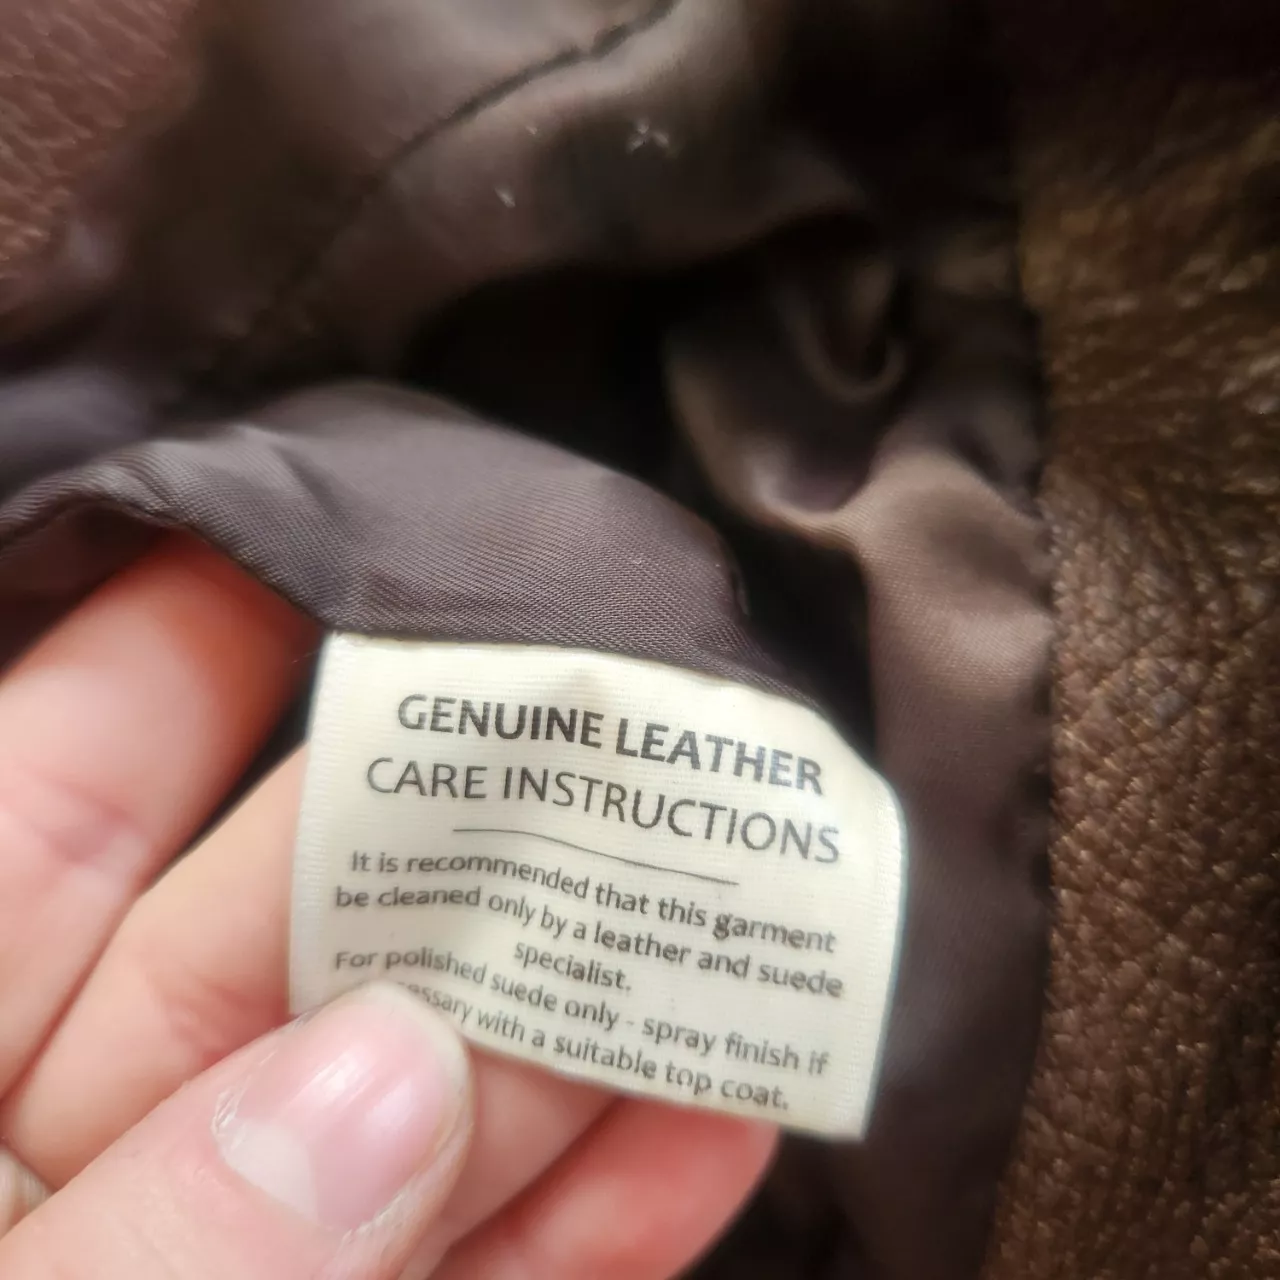 GENUINE LEATHER
CARE INSTRUCTIONS
It is recommended that this garment
be cleaned only by a leather and suede
specialist.
For polished suede only - spray finish if
with a suitable top coat.